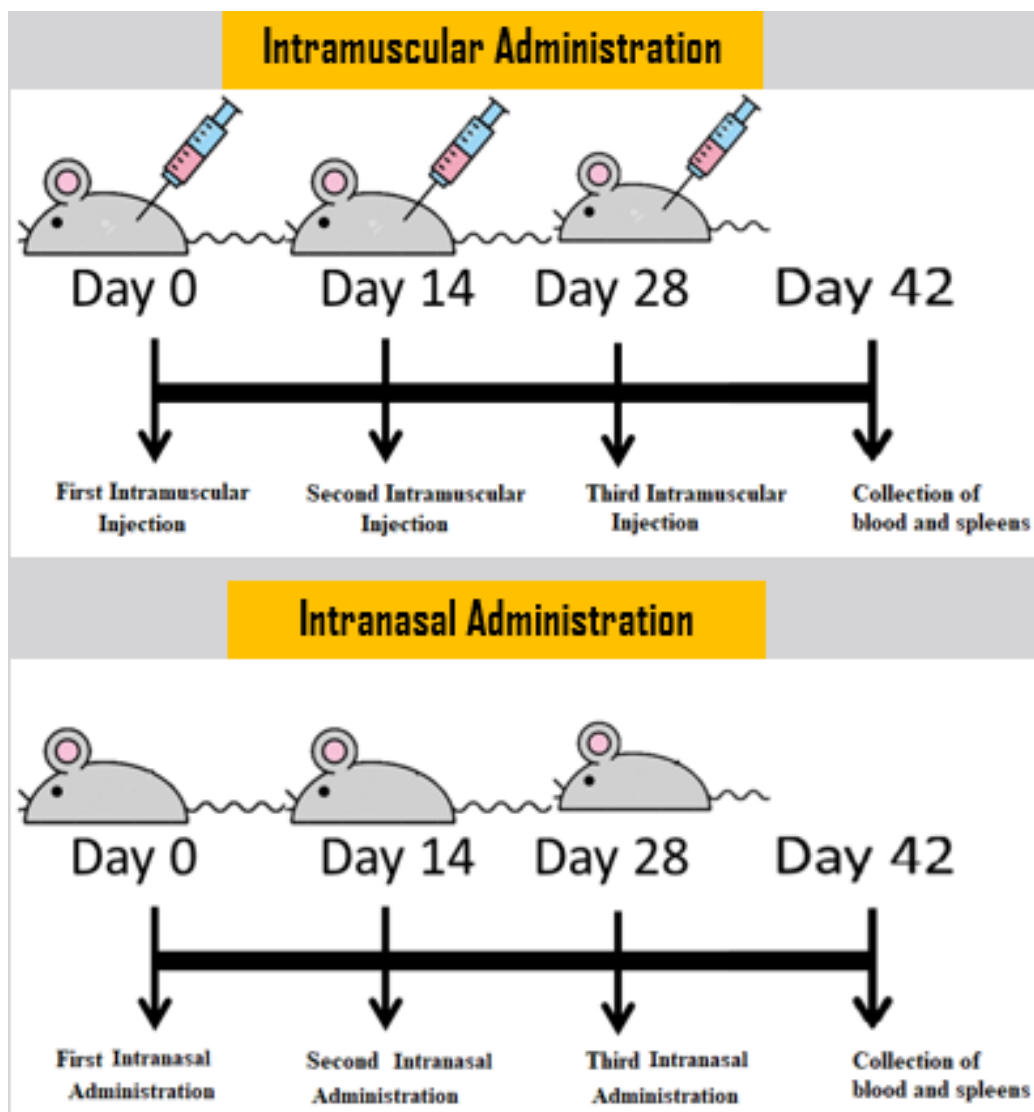 Intramuscular Administration
Day 0 Day 14 Day 28 Day 42
First Intramuscular Injection
Second Intramuscular Injection
Third Intramuscular Injection
Collection of blood and spleens
Intranasal Administration
Day 0 Day 14 Day 28 Day 42
First Intranasal Administration
Second Intranasal Administration
Third Intranasal Administration
Collection of blood and spleens